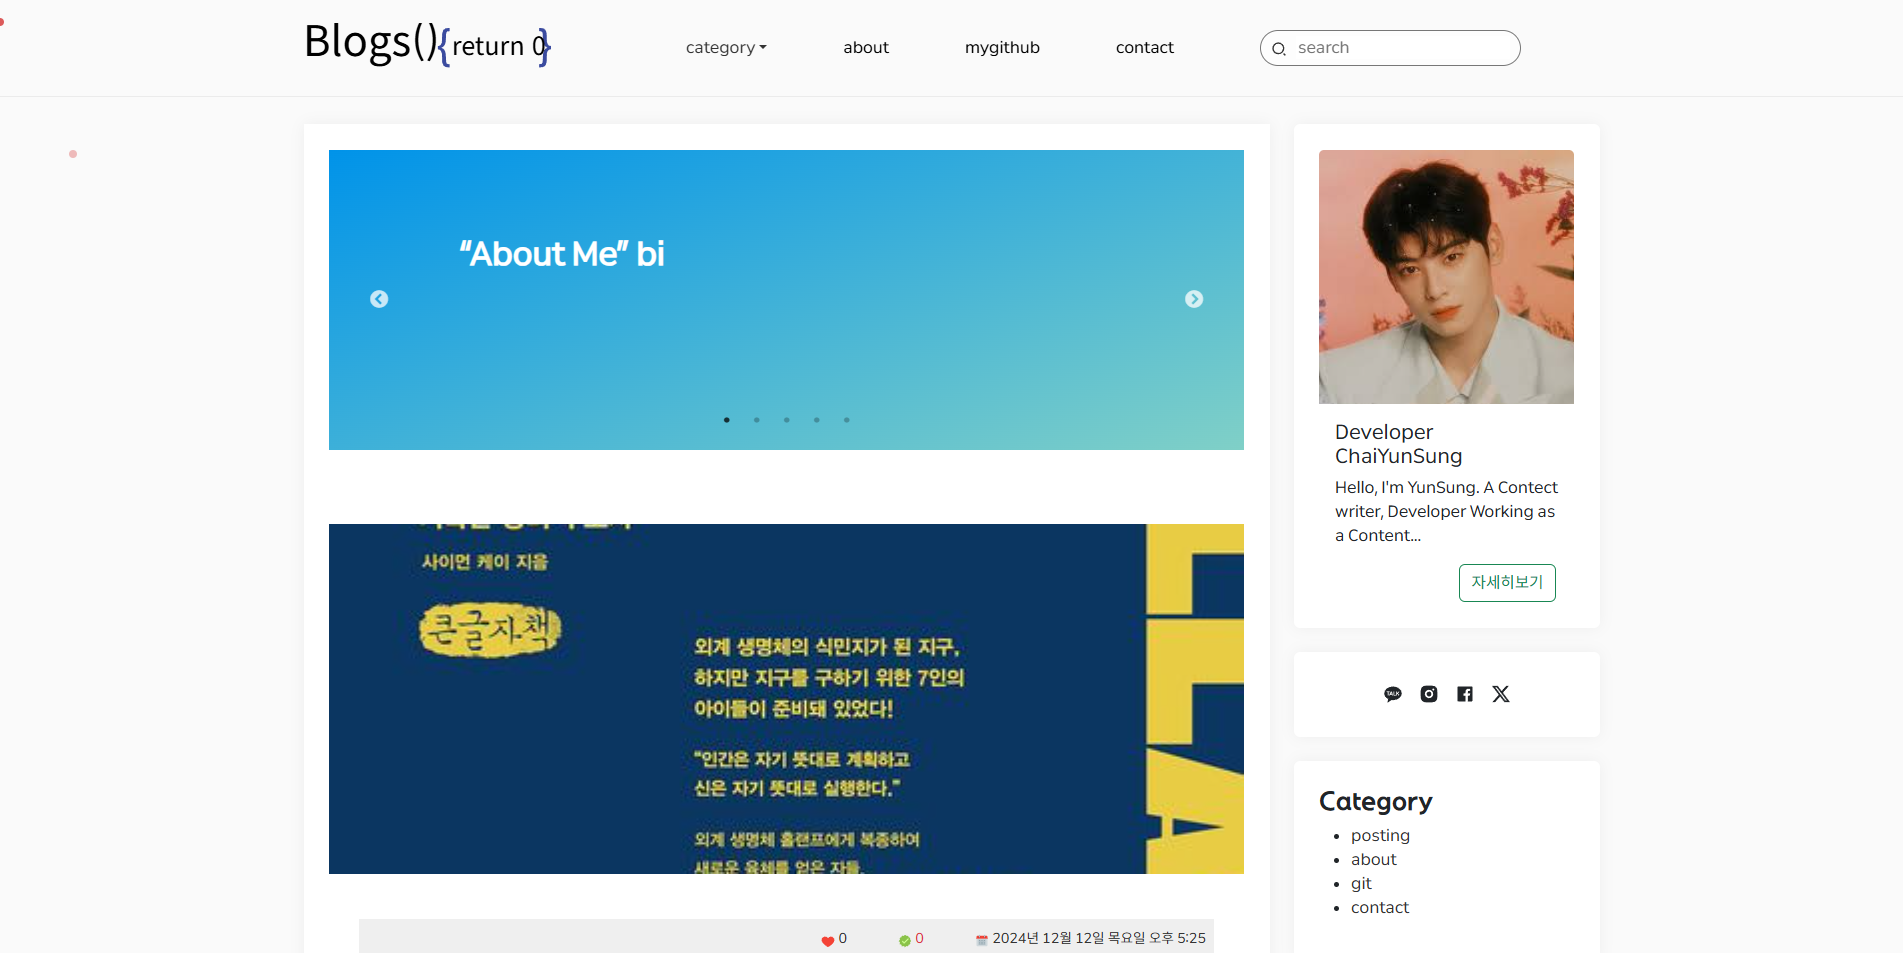 Blogs(){return 0}
category
about
mygithub
contact
search
“About Me” bi
사이먼 케이 지음
큰글자책
외계 생명체의 식민지가 된 지구,
하지만 지구를 구하기 위한 7인의
아이들이 준비돼 있었다!
“인간은 자기 뜻대로 계획하고
신은 자기 뜻대로 실행한다.”
외계 생명체 홀랜프에게 복종하여
새로운 육체를 얻은 자들.
0
0
2024년 12월 12일 목요일 오후 5:25
Developer
ChaiYunSung
Hello, I'm YunSung. A Contect
writer, Developer Working as
a Content...
자세히보기
TALK
Category
posting
about
git
contact